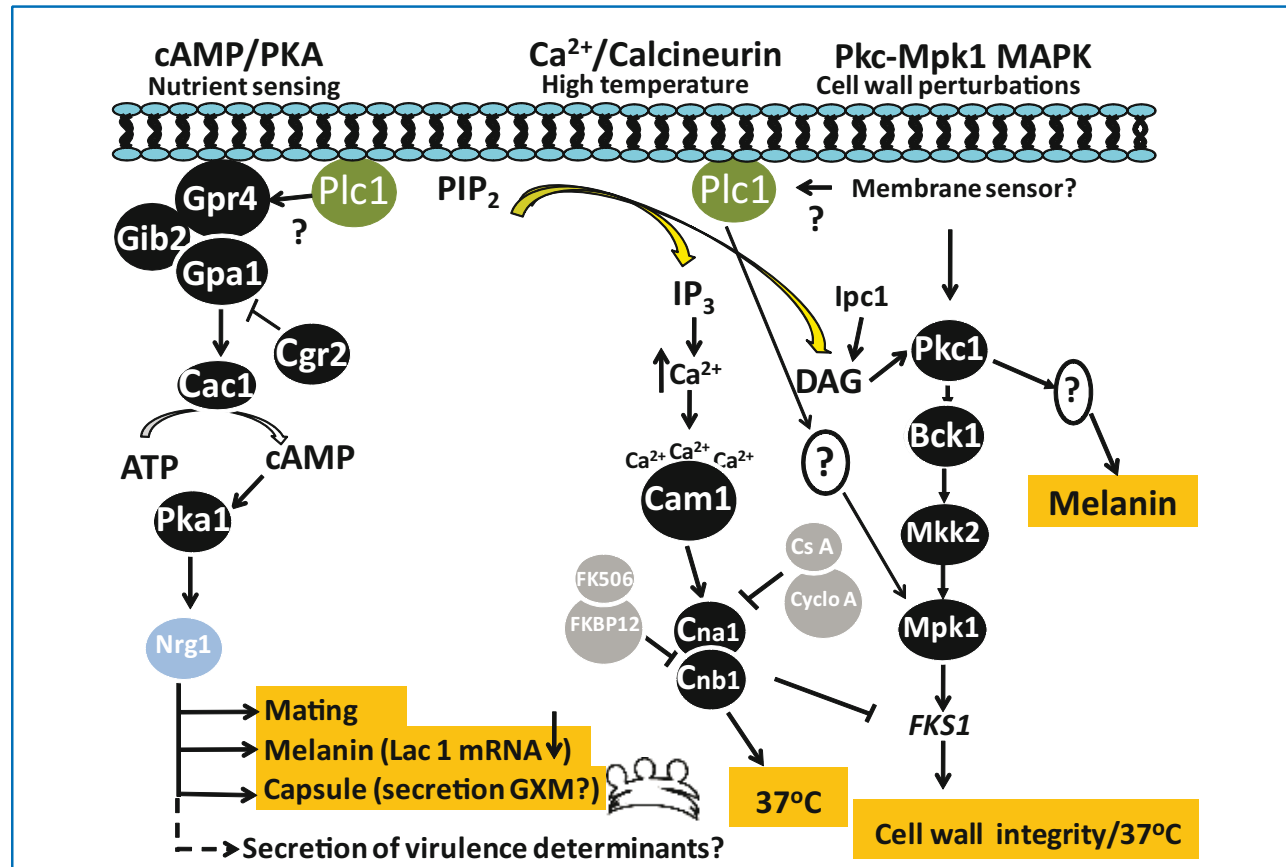 cAMP/PKA
Nutrient sensing
Ca²⁺/Calcineurin
High temperature
Pkc-Mpk1 MAPK
Cell wall perturbations
Gpr4
Plc1
?
Gib2
Gpa1
Cgr2
Cac1
ATP
cAMP
Pka1
Nrg1
Mating
Melanin (Lac 1 mRNA ↓)
Capsule (secretion GXM?)
Secretion of virulence determinants?
PIP₂
Plc1
?
Membrane sensor?
IP₃
Ca²⁺
Ca²⁺ Ca²⁺ Ca²⁺
Cam1
FK506
FKBP12
Cs A
Cyclo A
Cna1
Cnb1
37°C
Ipc1
DAG
Pkc1
?
?
Bck1
Melanin
Mkk2
Mpk1
FKS1
Cell wall integrity/37°C